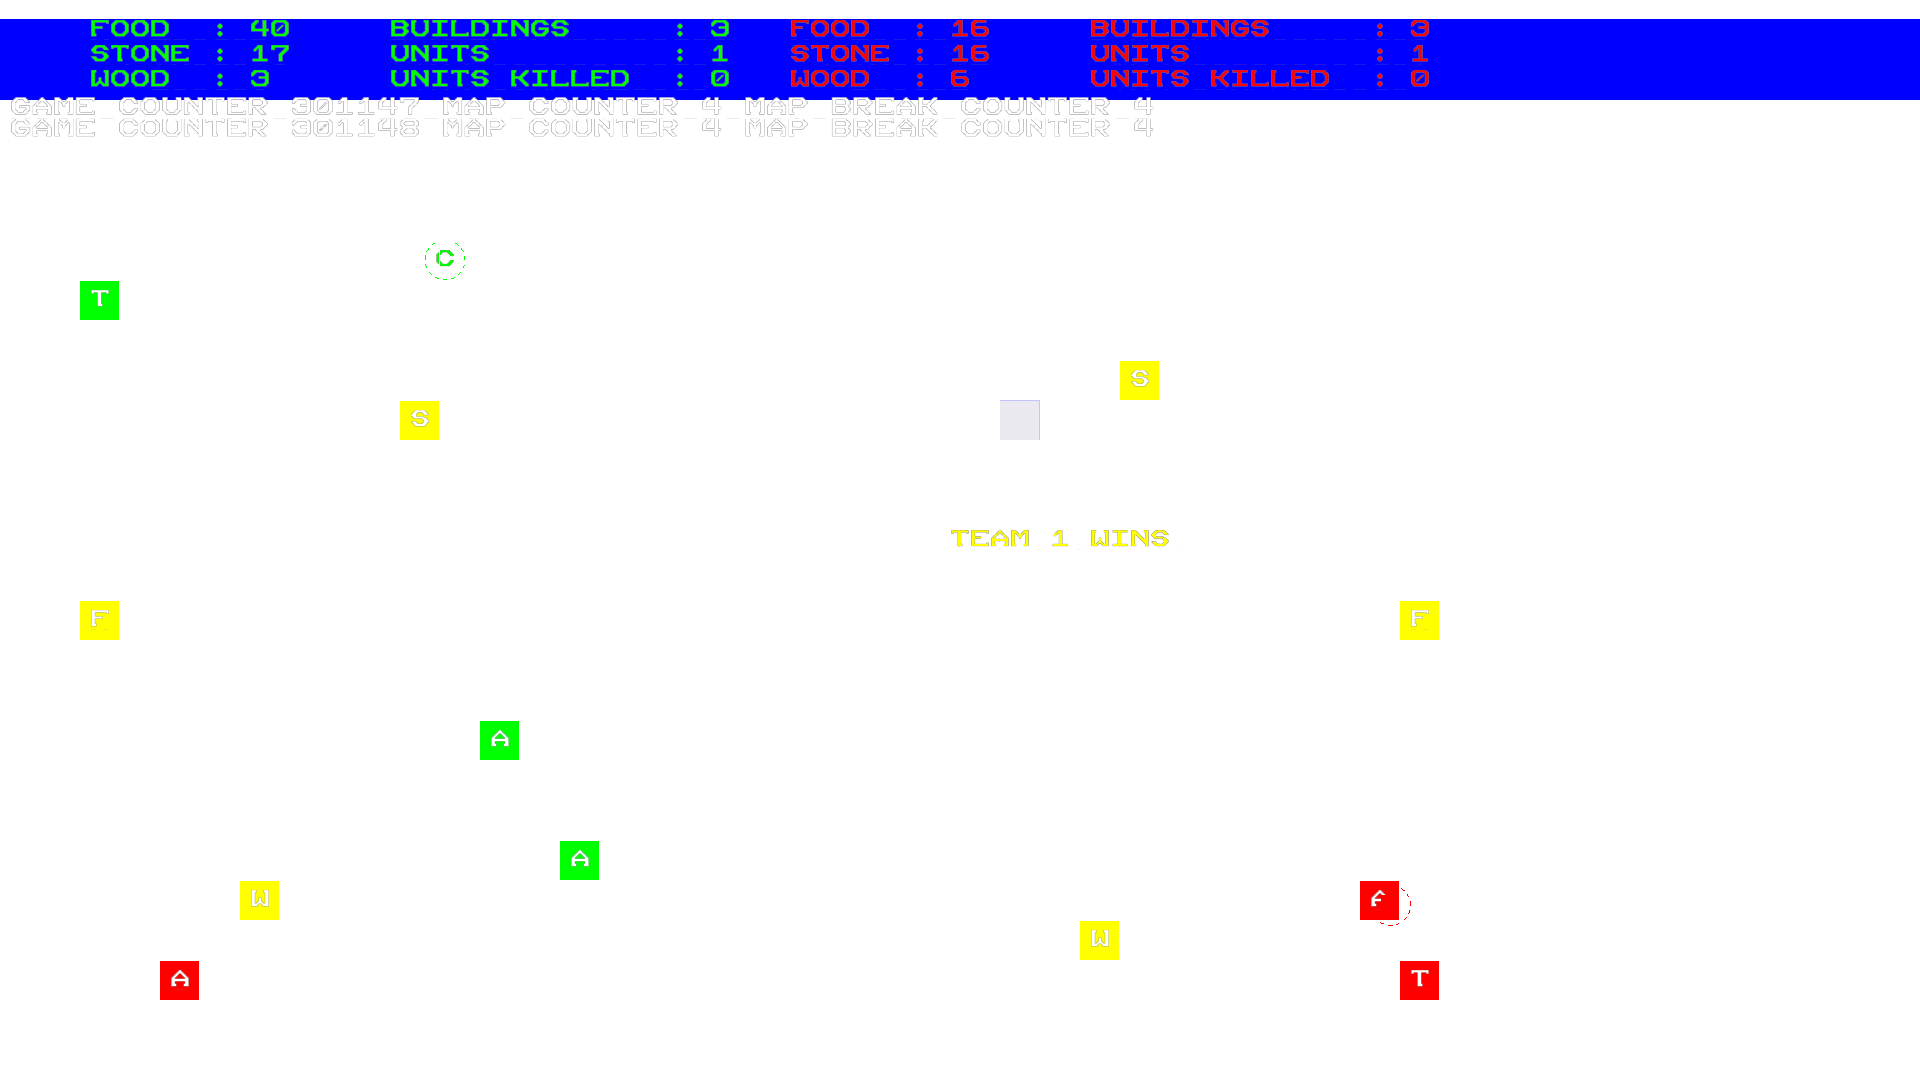 FOOD : 40 BUILDINGS : 3 FOOD : 16 BUILDINGS : 3
STONE : 17 UNITS : 1 STONE : 16 UNITS : 1
WOOD : 3 UNITS KILLED : 0 WOOD : 6 UNITS KILLED : 0
GAME COUNTER 301147 MAP COUNTER 4 MAP BREAK COUNTER 4
GAME COUNTER 301148 MAP COUNTER 4 MAP BREAK COUNTER 4
C
T
S
S
TEAM 1 WINS
F
F
A
A
W
W
A
T